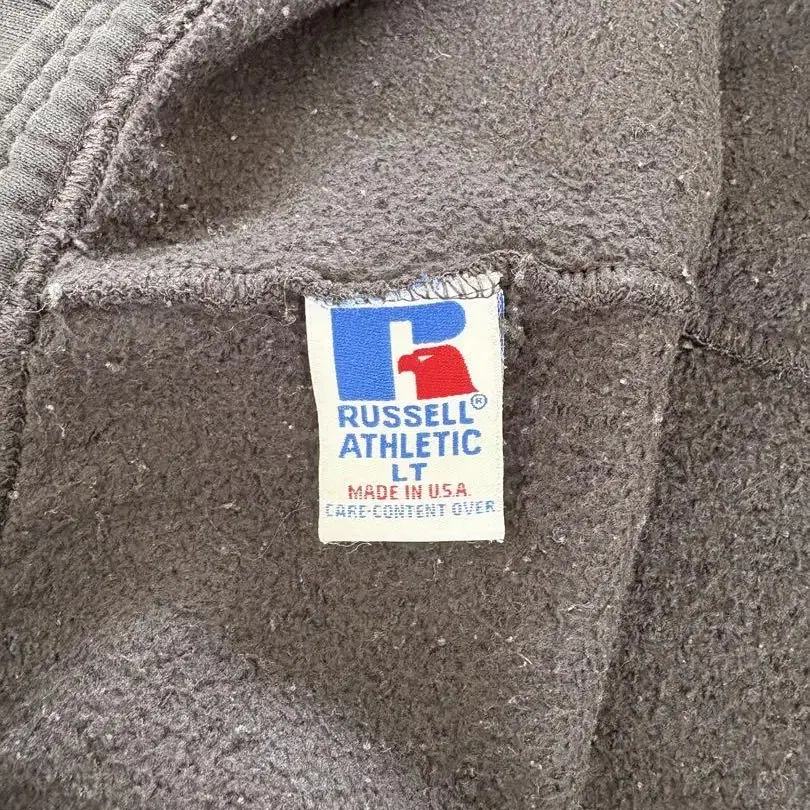 R
RUSSELL®
ATHLETIC
LT
MADE IN U.S.A.
CARE-CONTENT OVER